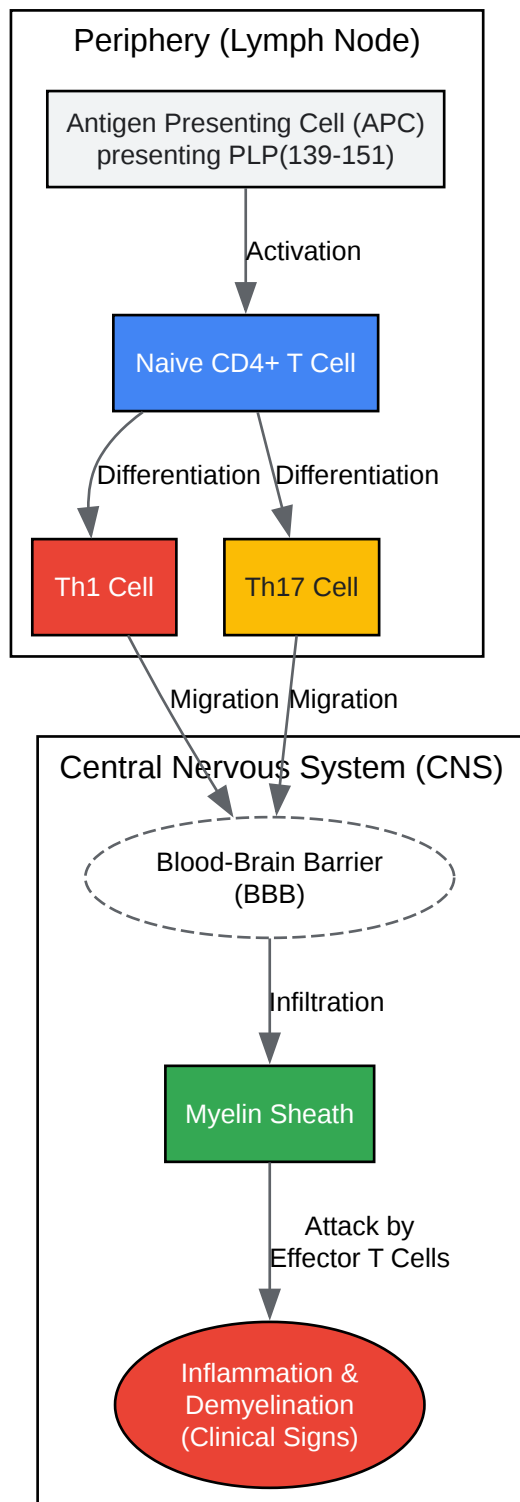 Periphery (Lymph Node)
Antigen Presenting Cell (APC)
presenting PLP(139-151)
Activation
Naive CD4+ T Cell
Differentiation
Differentiation
Th1 Cell
Th17 Cell
Migration
Migration
Central Nervous System (CNS)
Blood-Brain Barrier
(BBB)
Infiltration
Myelin Sheath
Attack by
Effector T Cells
Inflammation &
Demyelination
(Clinical Signs)